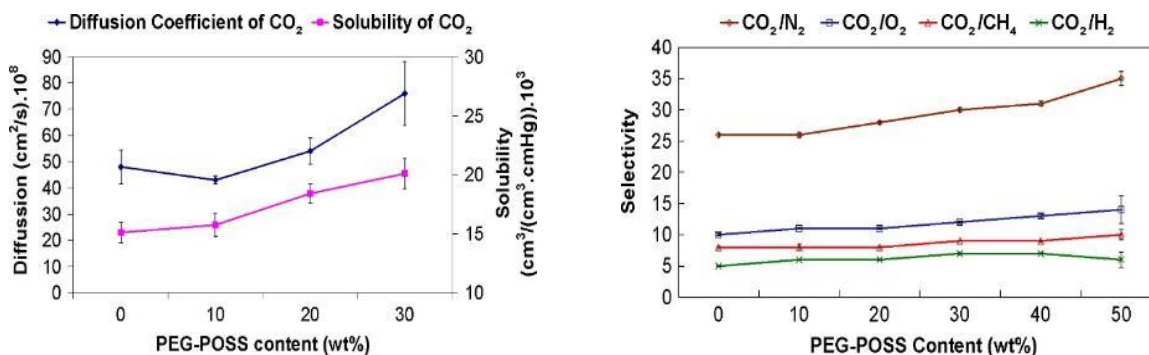 Diffusion Coefficient of CO₂ Solubility of CO₂
90
80
70
60
50
40
30
20
10
0
Diffussion (cm²/s).10⁸
30
25
20
15
10
Solubility
(cm³/(cm³.cmHg)).10³
0 10 20 30
PEG-POSS content (wt%)
CO₂/N₂ CO₂/O₂ CO₂/CH₄ CO₂/H₂
40
35
30
25
20
15
10
5
0
Selectivity
0 10 20 30 40 50
PEG-POSS Content (wt%)